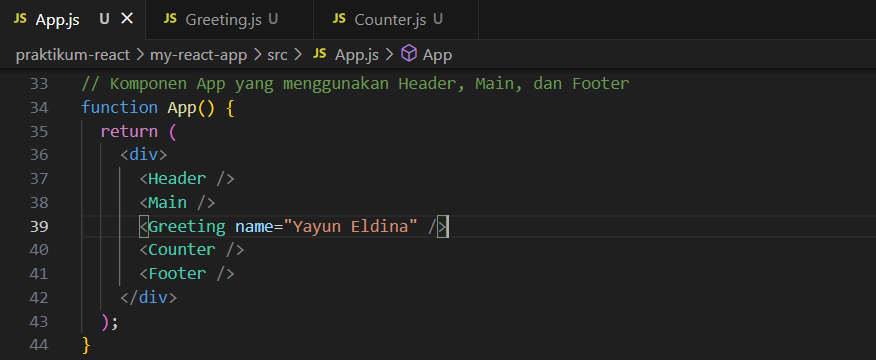 JS App.js U × JS Greeting.js U JS Counter.js U
praktikum-react > my-react-app > src > JS App.js > App
33 // Komponen App yang menggunakan Header, Main, dan Footer
34 function App() {
35 return (
36 <div>
37 <Header />
38 <Main />
39 <Greeting name="Yayun Eldina" />
40 <Counter />
41 <Footer />
42 </div>
43 );
44 }